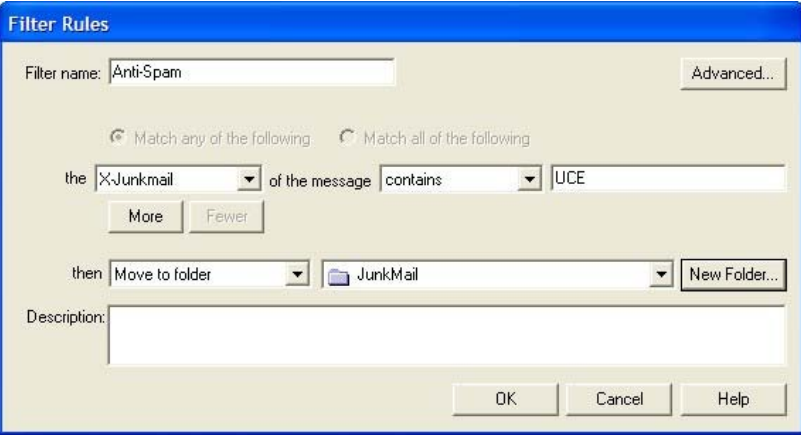 Filter Rules
Filter name: Anti-Spam Advanced...
Match any of the following Match all of the following
the X-Junkmail of the message contains UCE
More Fewer
then Move to folder JunkMail New Folder...
Description:
OK Cancel Help